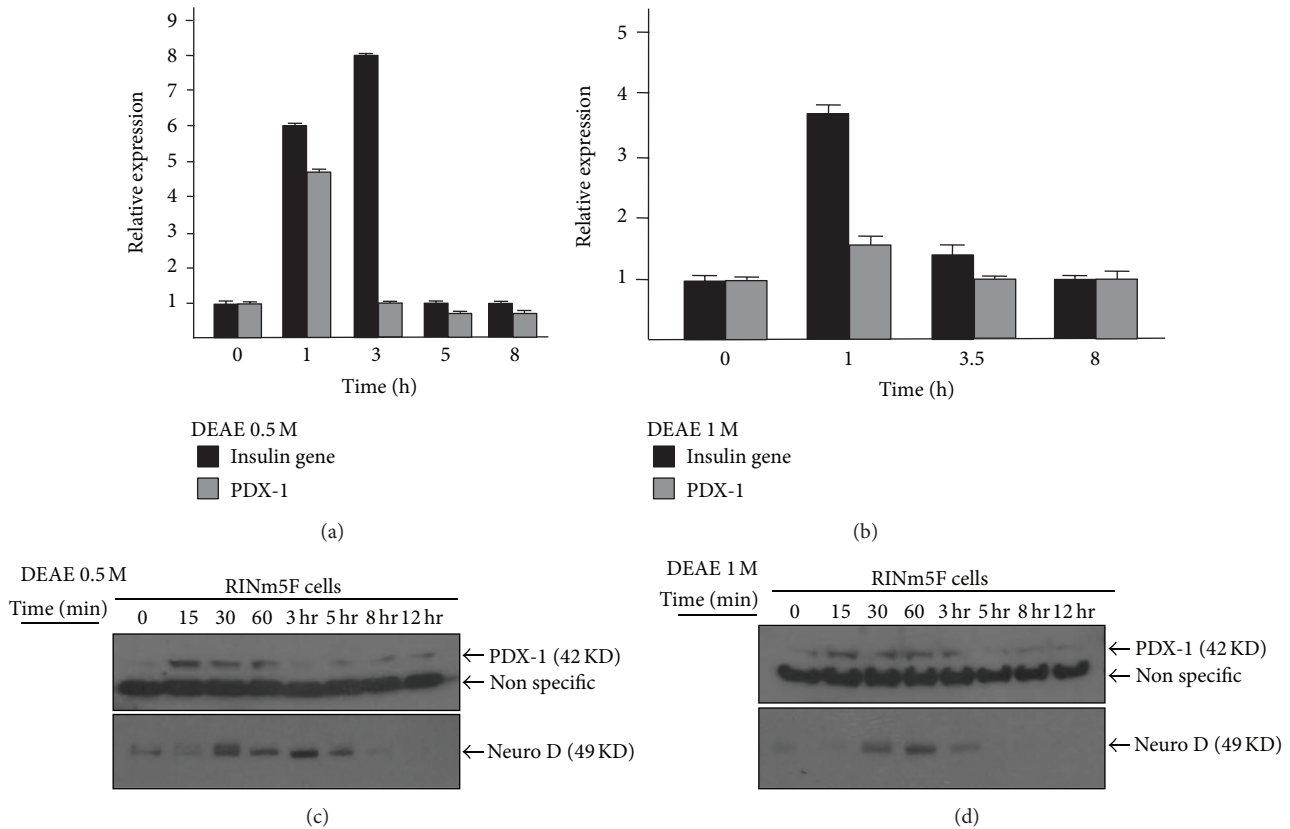 9
8
7
6
5
4
3
2
1
Relative expression
0 1 3 5 8
Time (h)
DEAE 0.5 M
Insulin gene
PDX-1
(a)
5
4
3
2
1
Relative expression
0 1 3.5 8
Time (h)
DEAE 1 M
Insulin gene
PDX-1
(b)
DEAE 0.5 M
RINm5F cells
Time (min) 0 15 30 60 3 hr 5 hr 8 hr 12 hr
PDX-1 (42 KD)
Non specific
Neuro D (49 KD)
(c)
DEAE 1 M
RINm5F cells
Time (min) 0 15 30 60 3 hr 5 hr 8 hr 12 hr
PDX-1 (42 KD)
Non specific
Neuro D (49 KD)
(d)